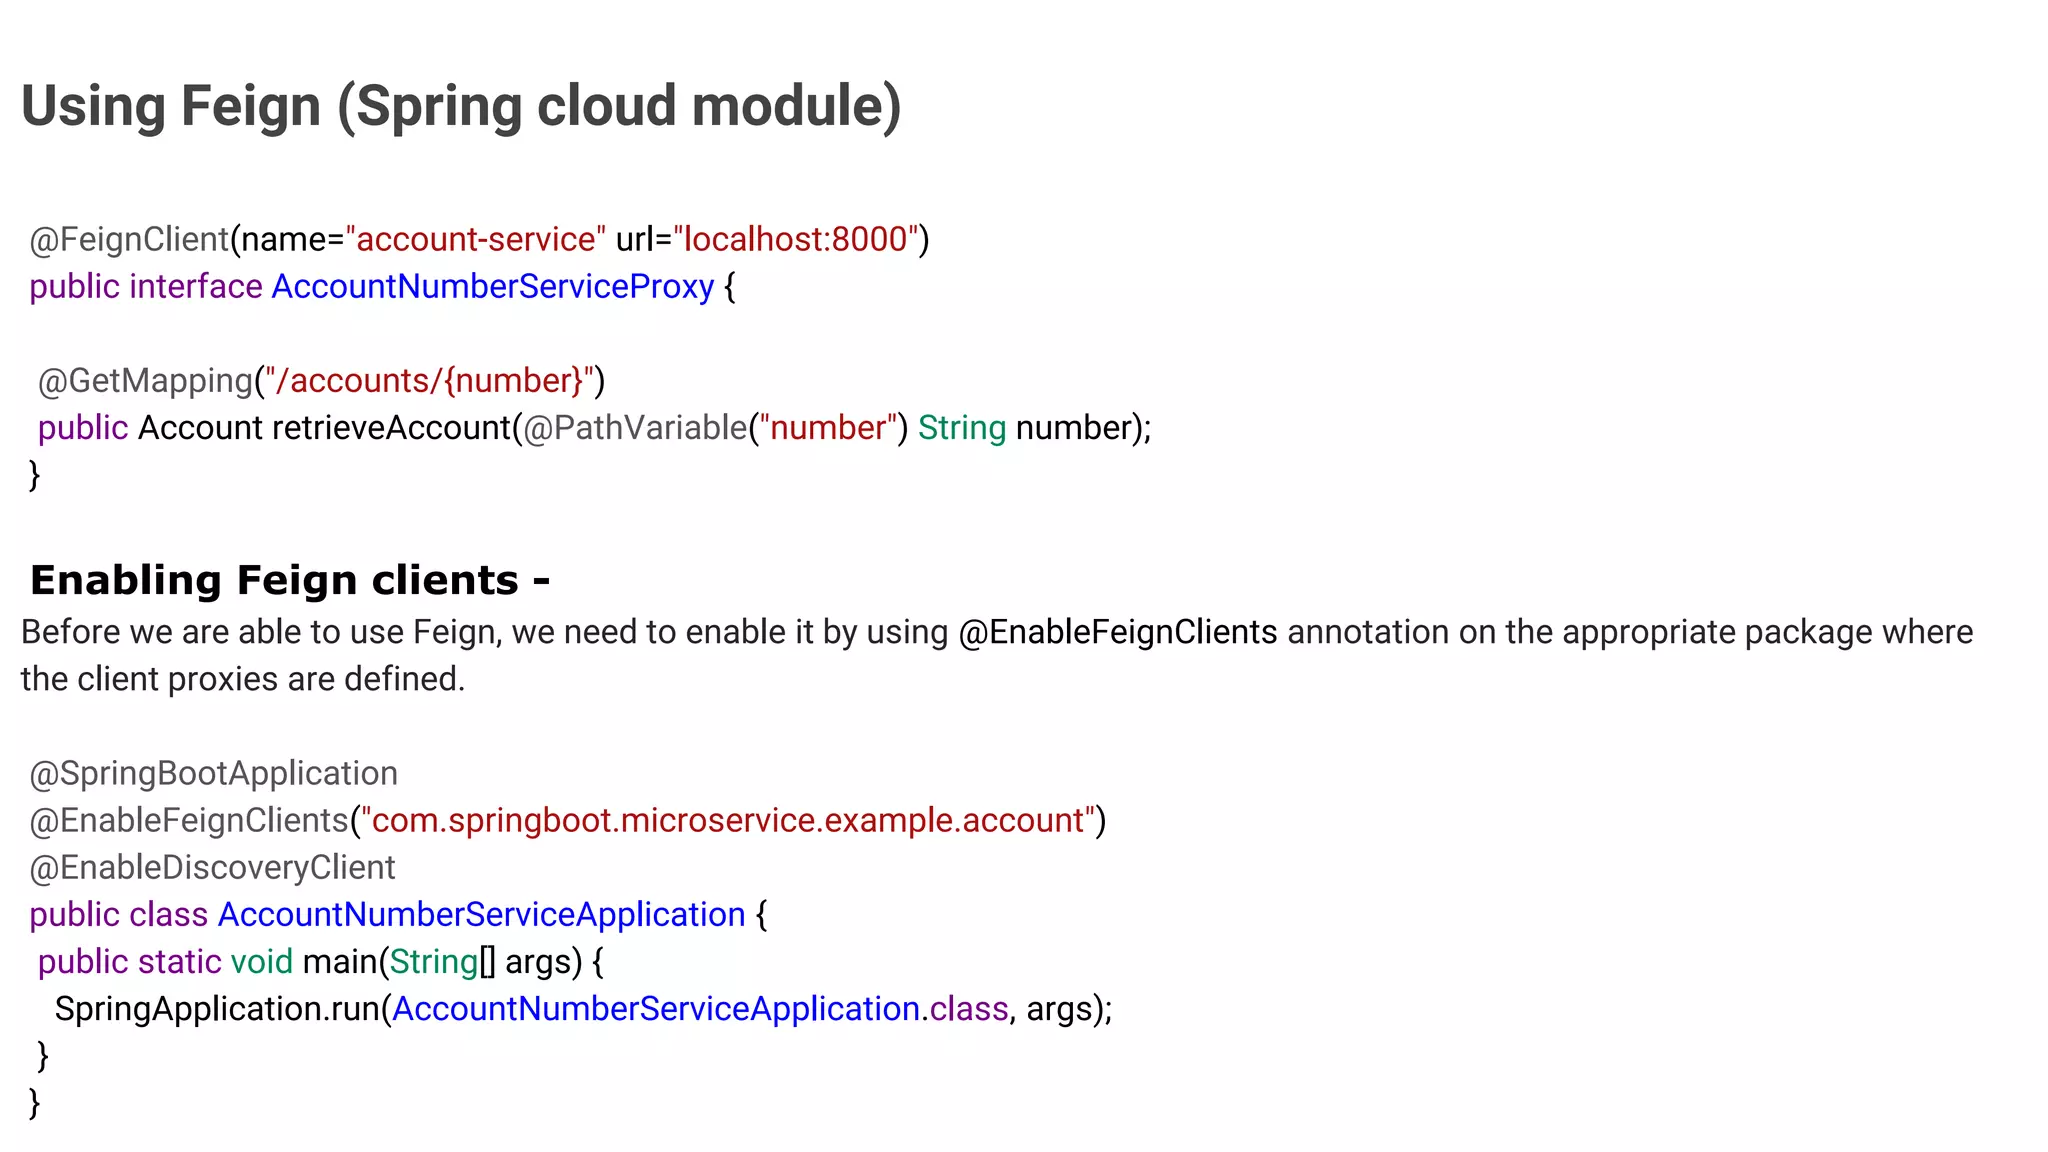 Using Feign (Spring cloud module)
@FeignClient(name="account-service" url="localhost:8000")
public interface AccountNumberServiceProxy {
@GetMapping("/accounts/{number}")
public Account retrieveAccount(@PathVariable("number") String number);
}
Enabling Feign clients -
Before we are able to use Feign, we need to enable it by using @EnableFeignClients annotation on the appropriate package where
the client proxies are defined.
@SpringBootApplication
@EnableFeignClients("com.springboot.microservice.example.account")
@EnableDiscoveryClient
public class AccountNumberServiceApplication {
public static void main(String[] args) {
SpringApplication.run(AccountNumberServiceApplication.class, args);
}
}